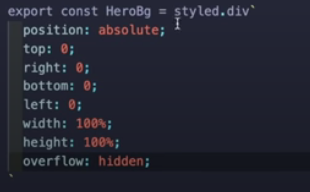 export const HeroBg = styled.div`
position: absolute;
top: 0;
right: 0;
bottom: 0;
left: 0;
width: 100%;
height: 100%;
overflow: hidden;
`